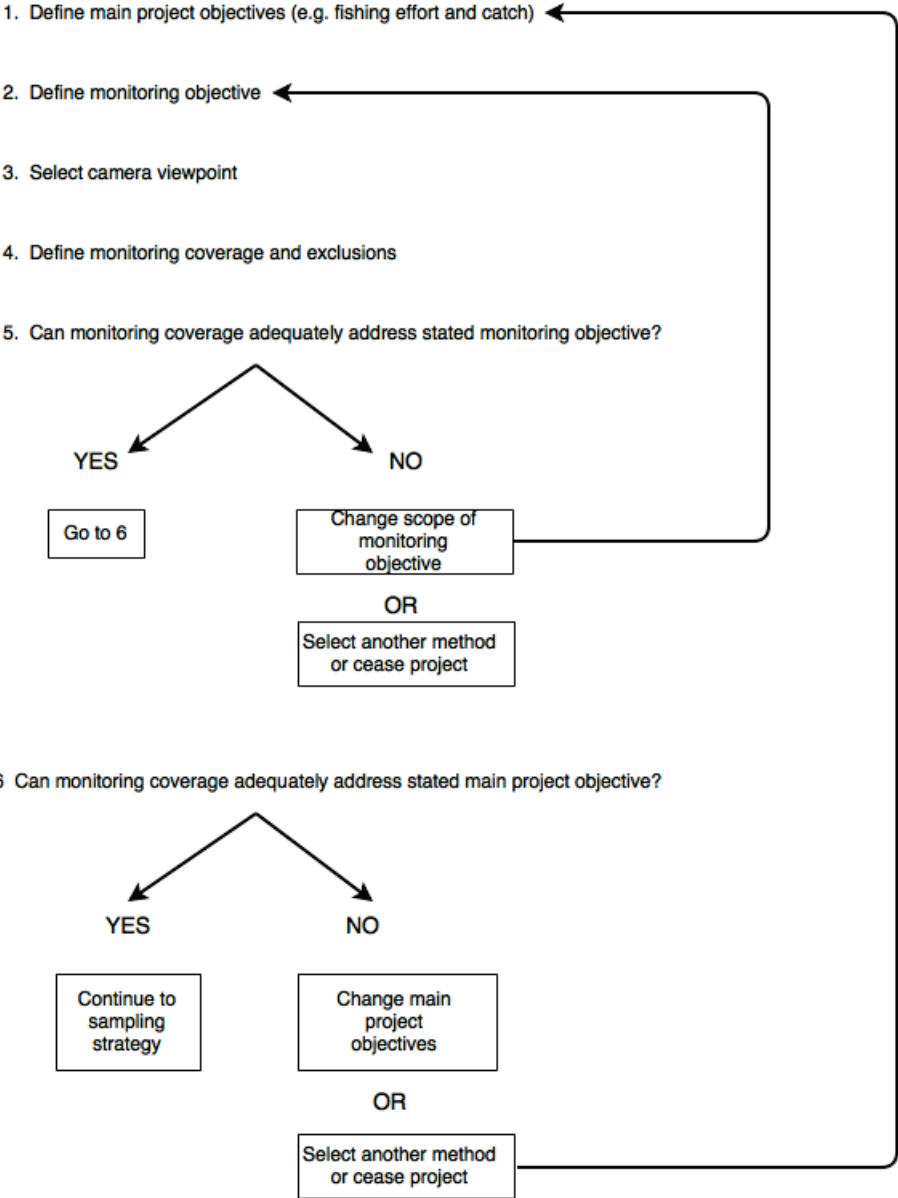 1. Define main project objectives (e.g. fishing effort and catch)
2. Define monitoring objective
3. Select camera viewpoint
4. Define monitoring coverage and exclusions
5. Can monitoring coverage adequately address stated monitoring objective?
YES
NO
Go to 6
Change scope of
monitoring
objective
OR
Select another method
or cease project
6 Can monitoring coverage adequately address stated main project objective?
YES
NO
Continue to
sampling
strategy
Change main
project
objectives
OR
Select another method
or cease project